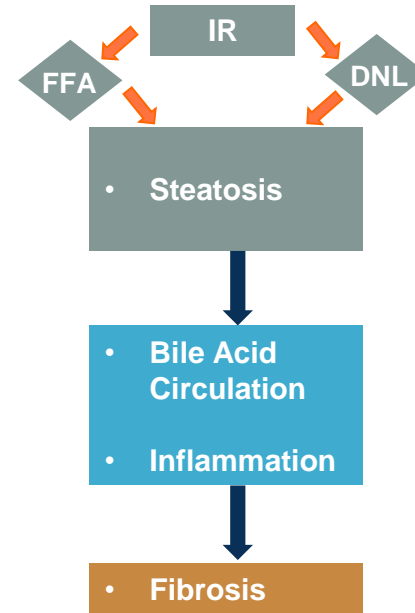 IR
FFA
DNL
• Steatosis
• Bile Acid
Circulation
• Inflammation
• Fibrosis